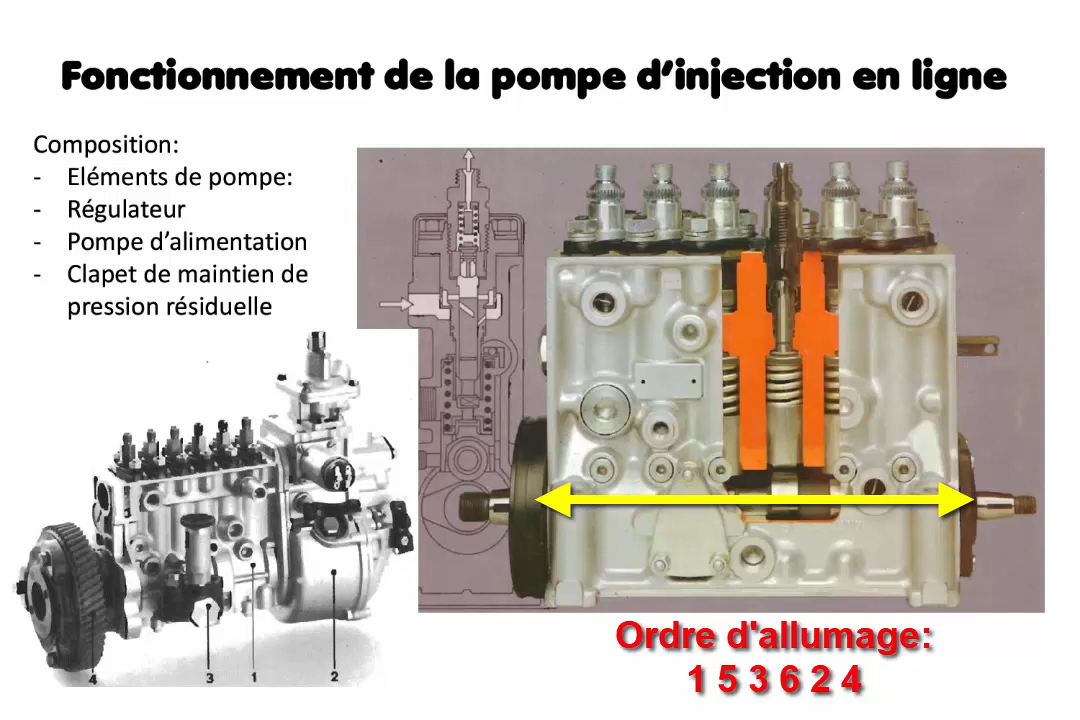 Fonctionnement de la pompe d'injection en ligne
Composition:
- Eléments de pompe:
- Régulateur
- Pompe d’alimentation
- Clapet de maintien de
pression résiduelle
4
3
1
2
Ordre d'allumage:
1 5 3 6 2 4